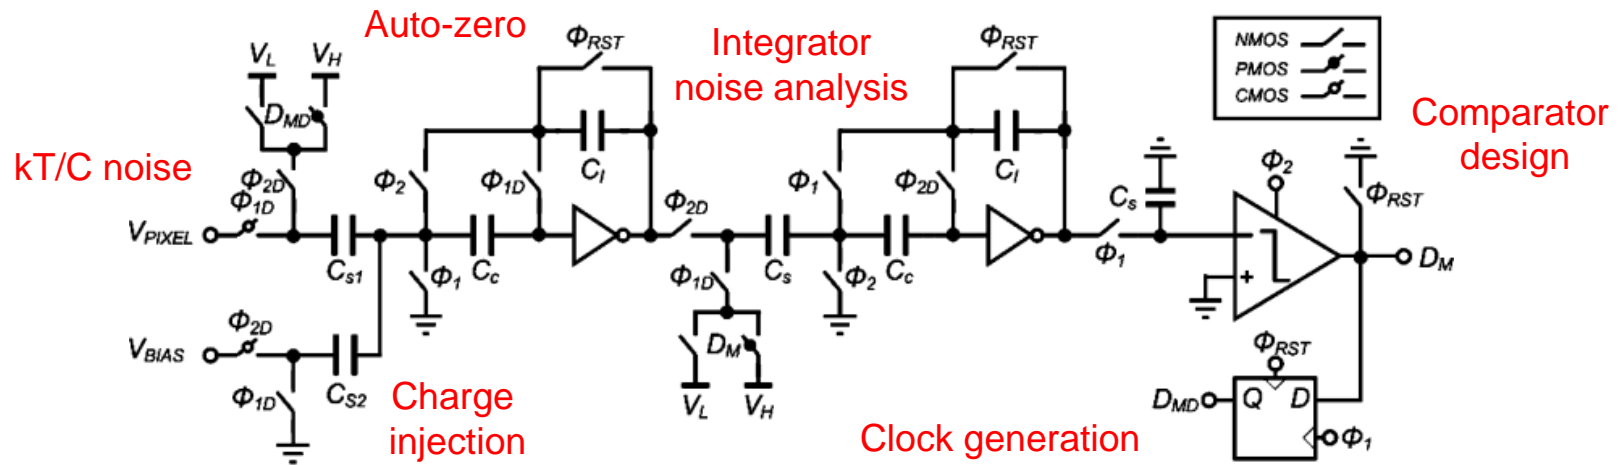 Auto-zero
Integrator
noise analysis
kT/C noise
Charge
injection
Clock generation
Comparator
design
V_L V_H
D_MD
Φ_2D
Φ_1D
V_PIXEL
C_s1
V_BIAS
Φ_2D
Φ_1D
C_S2
Φ_2
Φ_1
C_c
Φ_1D
Φ_RST
C_I
Φ_2D
Φ_1D
D_M
V_L V_H
C_s
Φ_1
Φ_2
C_c
Φ_2D
Φ_RST
C_I
Φ_1
C_s
NMOS
PMOS
CMOS
Φ_2
+
Φ_RST
D_M
Φ_RST
D_MD
Q D
Φ_1